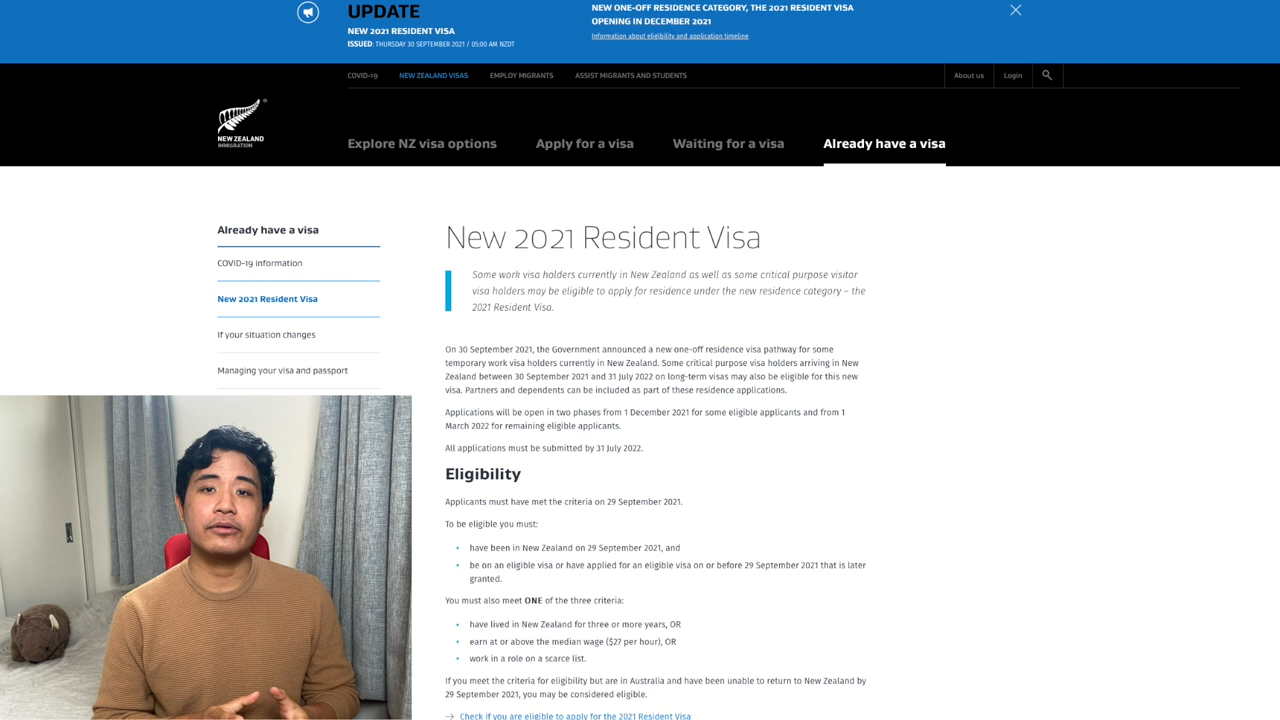 UPDATE
NEW 2021 RESIDENT VISA
ISSUED: THURSDAY 30 SEPTEMBER 2021 / 05:00 AM NZDT
NEW ONE-OFF RESIDENCE CATEGORY, THE 2021 RESIDENT VISA
OPENING IN DECEMBER 2021
Information about eligibility and application timeline
COVID-19 NEW ZEALAND VISAS EMPLOY MIGRANTS ASSIST MIGRANTS AND STUDENTS About us Login
NEW ZEALAND
IMMIGRATION
Explore NZ visa options Apply for a visa Waiting for a visa Already have a visa
Already have a visa
COVID-19 information
New 2021 Resident Visa
If your situation changes
Managing your visa and passport
New 2021 Resident Visa
Some work visa holders currently in New Zealand as well as some critical purpose visitor
visa holders may be eligible to apply for residence under the new residence category – the
2021 Resident Visa.
On 30 September 2021, the Government announced a new one-off residence visa pathway for some
temporary work visa holders currently in New Zealand. Some critical purpose visa holders arriving in New
Zealand between 30 September 2021 and 31 July 2022 on long-term visas may also be eligible for this new
visa. Partners and dependents can be included as part of these residence applications.
Applications will be open in two phases from 1 December 2021 for some eligible applicants and from 1
March 2022 for remaining eligible applicants.
All applications must be submitted by 31 July 2022.
Eligibility
Applicants must have met the criteria on 29 September 2021.
To be eligible you must:
• have been in New Zealand on 29 September 2021, and
• be on an eligible visa or have applied for an eligible visa on or before 29 September 2021 that is later
granted.
You must also meet ONE of the three criteria:
• have lived in New Zealand for three or more years, OR
• earn at or above the median wage ($27 per hour), OR
• work in a role on a scarce list.
If you meet the criteria for eligibility but are in Australia and have been unable to return to New Zealand by
29 September 2021, you may be considered eligible.
→ Check if you are eligible to apply for the 2021 Resident Visa